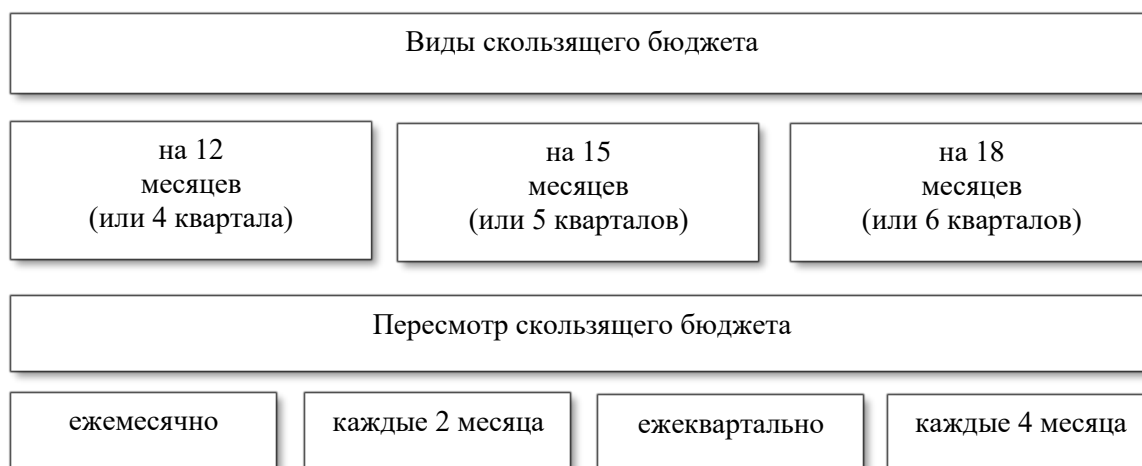 Виды скользящего бюджета
на 12
месяцев
(или 4 квартала)
на 15
месяцев
(или 5 кварталов)
на 18
месяцев
(или 6 кварталов)
Пересмотр скользящего бюджета
ежемесячно
каждые 2 месяца
ежеквартально
каждые 4 месяца